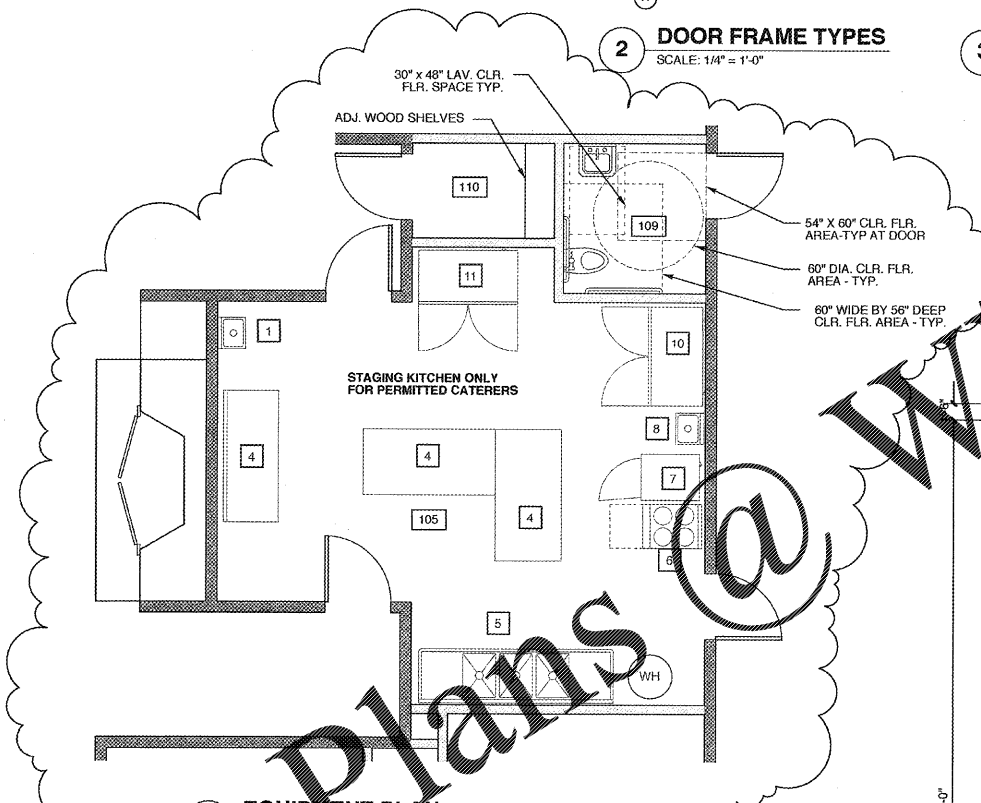 2
DOOR FRAME TYPES
SCALE: 1/4" = 1'-0"
30" x 48" LAV. CLR.
FLR. SPACE TYP.
ADJ. WOOD SHELVES
110
109
54" X 60" CLR. FLR.
AREA-TYP AT DOOR
60" DIA. CLR. FLR.
AREA - TYP.
60" WIDE BY 56" DEEP
CLR. FLR. AREA - TYP.
11
1
10
STAGING KITCHEN ONLY
FOR PERMITTED CATERERS
8
4
4
7
105
4
6
5
WH
Plans @ W